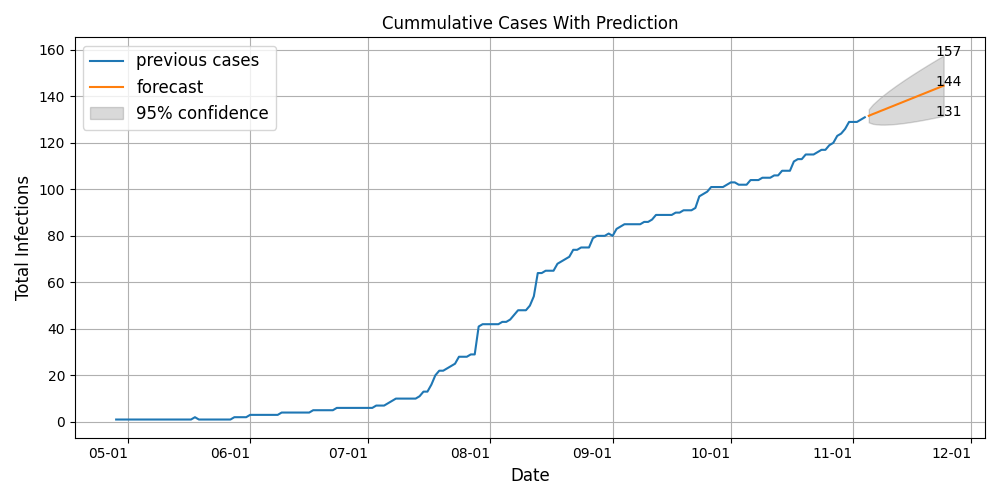 Cummulative Cases With Prediction
previous cases
forecast
95% confidence
157
144
131
160
140
120
100
80
60
40
20
0
Total Infections
05-01 06-01 07-01 08-01 09-01 10-01 11-01 12-01
Date